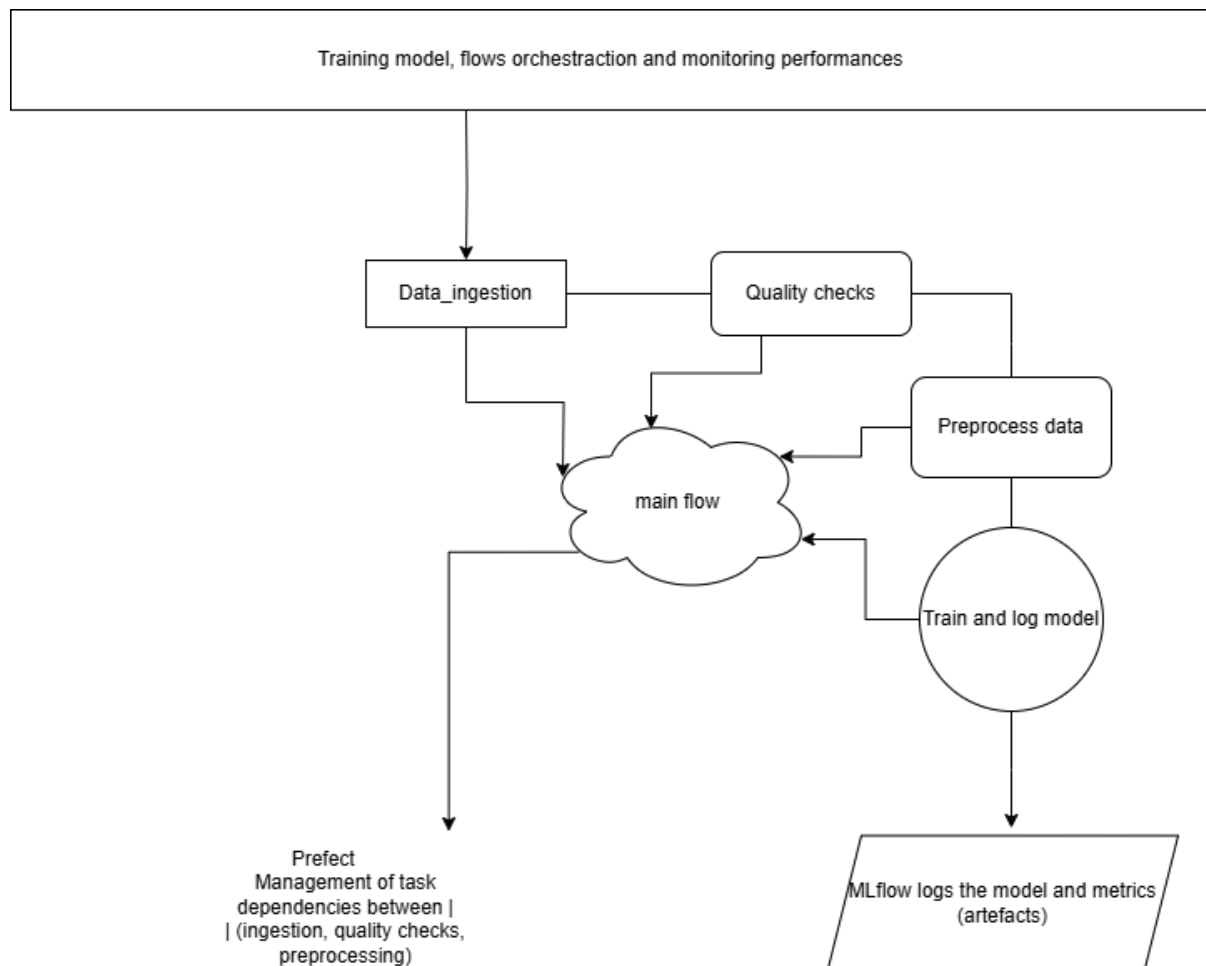 Training model, flows orchestraction and monitoring performances
Data_ingestion
Quality checks
Preprocess data
main flow
Train and log model
Prefect
Management of task
dependencies between |
| (ingestion, quality checks,
preprocessing)
MLflow logs the model and metrics
(artefacts)